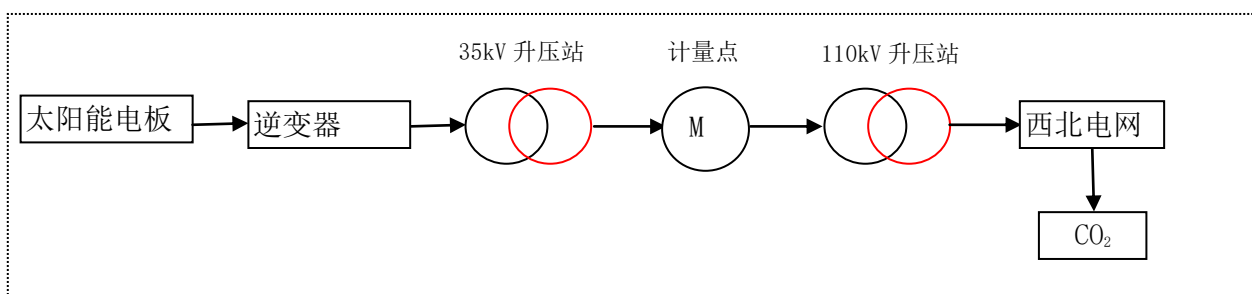 35kV 升压站
计量点
110kV 升压站
太阳能电板
逆变器
M
西北电网
CO₂